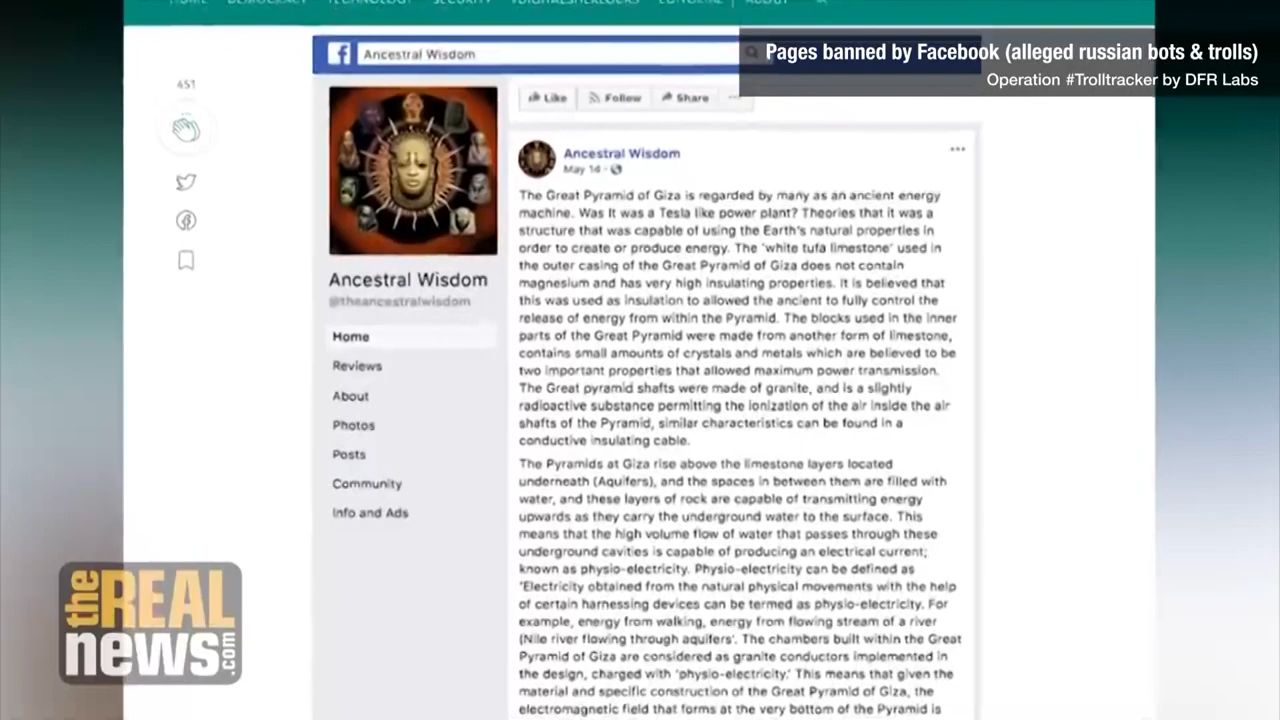 HOME DEMOCRACY TECHNOLOGY SECURITY #DIGITALSHERLOCKS EDITORIAL ABOUT
Pages banned by Facebook (alleged russian bots & trolls)
Operation #Trolltracker by DFR Labs
Ancestral Wisdom
451
Like Follow Share
Ancestral Wisdom
May 14
Ancestral Wisdom
@theancestralwisdom
Home
Reviews
About
Photos
Posts
Community
Info and Ads
The Great Pyramid of Giza is regarded by many as an ancient energy
machine. Was It was a Tesla like power plant? Theories that it was a
structure that was capable of using the Earth's natural properties in
order to create or produce energy. The 'white tufa limestone' used in
the outer casing of the Great Pyramid of Giza does not contain
magnesium and has very high insulating properties. It is believed that
this was used as insulation to allowed the ancient to fully control the
release of energy from within the Pyramid. The blocks used in the inner
parts of the Great Pyramid were made from another form of limestone,
contains small amounts of crystals and metals which are believed to be
two important properties that allowed maximum power transmission.
The Great pyramid shafts were made of granite, and is a slightly
radioactive substance permitting the ionization of the air inside the air
shafts of the Pyramid, similar characteristics can be found in a
conductive insulating cable.
The Pyramids at Giza rise above the limestone layers located
underneath (Aquifers), and the spaces in between them are filled with
water, and these layers of rock are capable of transmitting energy
upwards as they carry the underground water to the surface. This
means that the high volume flow of water that passes through these
underground cavities is capable of producing an electrical current;
known as physio-electricity. Physio-electricity can be defined as
'Electricity obtained from the natural physical movements with the help
of certain harnessing devices can be termed as physio-electricity. For
example, energy from walking, energy from flowing stream of a river
(Nile river flowing through aquifers'. The chambers built within the Great
Pyramid of Giza are considered as granite conductors implemented in
the design, charged with 'physio-electricity.' This means that given the
material and specific construction of the Great Pyramid of Giza, the
electromagnetic field that forms at the very bottom of the Pyramid is
the REAL
news.com